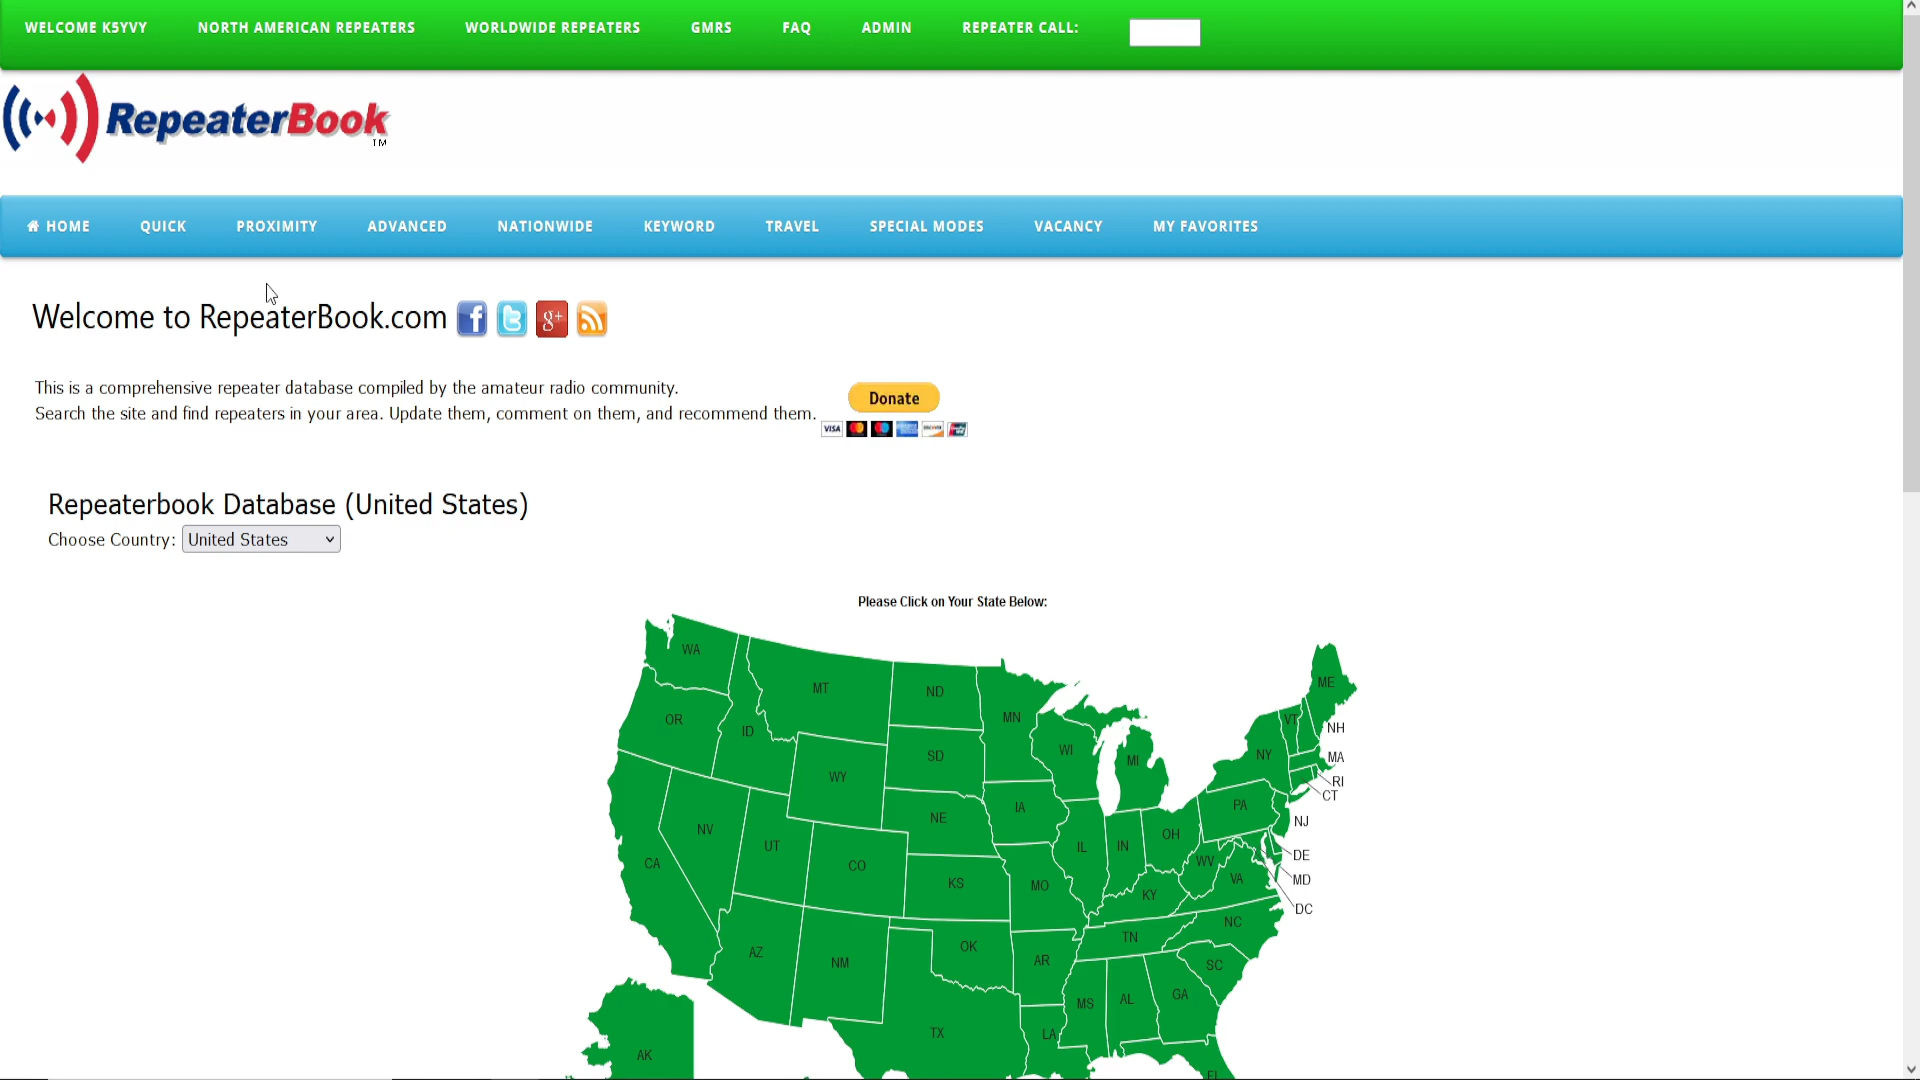 WELCOME K5YVY NORTH AMERICAN REPEATERS WORLDWIDE REPEATERS GMRS FAQ ADMIN REPEATER CALL:
RepeaterBook
TM
HOME QUICK PROXIMITY ADVANCED NATIONWIDE KEYWORD TRAVEL SPECIAL MODES VACANCY MY FAVORITES
Welcome to RepeaterBook.com f t g+
This is a comprehensive repeater database compiled by the amateur radio community.
Search the site and find repeaters in your area. Update them, comment on them, and recommend them.
Donate
VISA DISCOVER
Repeaterbook Database (United States)
Choose Country: United States
Please Click on Your State Below:
WA
ME
MT
ND
MN
OR
VT
NH
ID
WI
NY
MA
SD
MI
WY
RI
CT
PA
IA
NE
NJ
NV
OH
UT
IL
IN
DE
WV
CA
CO
VA
MD
KS
MO
KY
DC
NC
TN
OK
AZ
AR
NM
SC
GA
AL
MS
TX
LA
AK
FL